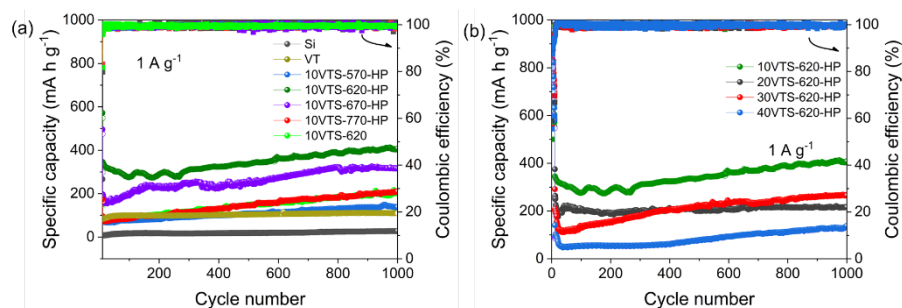 (a)
1 A g⁻¹
Si
VT
10VTS-570-HP
10VTS-620-HP
10VTS-670-HP
10VTS-770-HP
10VTS-620
Specific capacity (mA h g⁻¹)
1000
800
600
400
200
0
Coulombic efficiency (%)
100
80
60
40
20
0
200
400
600
800
1000
Cycle number
(b)
10VTS-620-HP
20VTS-620-HP
30VTS-620-HP
40VTS-620-HP
1 A g⁻¹
Specific capacity (mA h g⁻¹)
1000
800
600
400
200
0
Coulombic efficiency (%)
100
80
60
40
20
0
0
200
400
600
800
1000
Cycle number